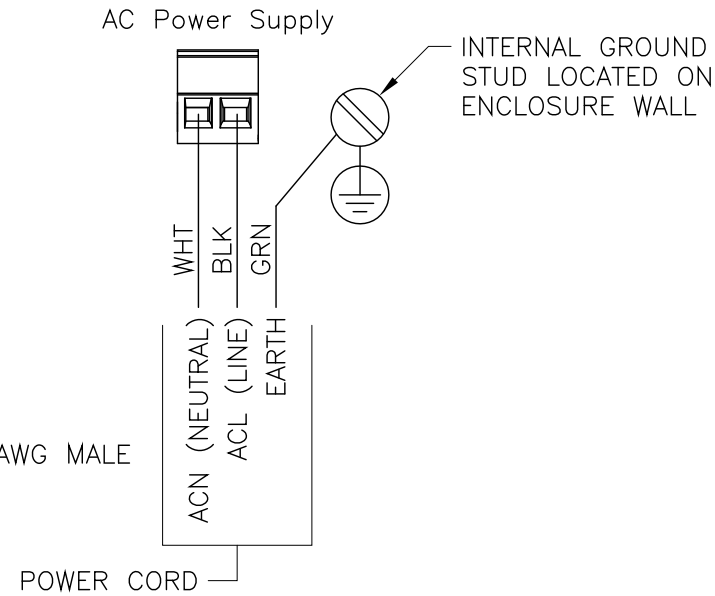 AC Power Supply
INTERNAL GROUND
STUD LOCATED ON
ENCLOSURE WALL
WHT
BLK
GRN
ACN (NEUTRAL)
ACL (LINE)
EARTH
AWG MALE
POWER CORD